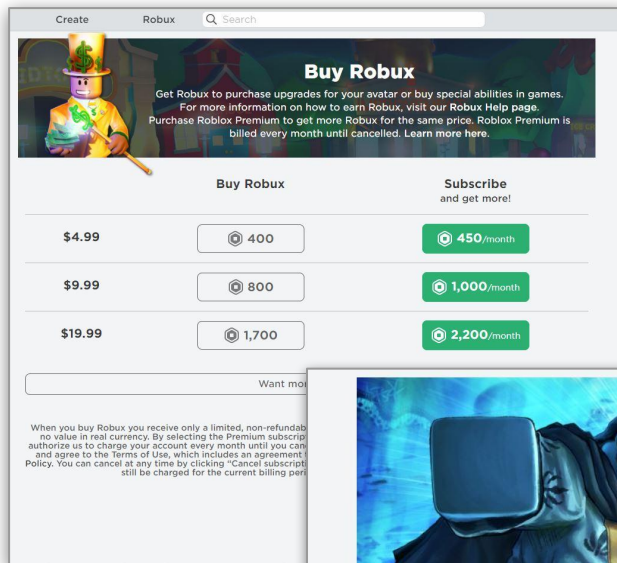 Create Robux Search
Buy Robux
Get Robux to purchase upgrades for your avatar or buy special abilities in games.
For more information on how to earn Robux, visit our Robux Help page.
Purchase Roblox Premium to get more Robux for the same price. Roblox Premium is
billed every month until cancelled. Learn more here.
Buy Robux Subscribe
and get more!
$4.99 400 450/month
$9.99 800 1,000/month
$19.99 1,700 2,200/month
Want
When you buy Robux you receive only a limited, non-refundab
no value in real currency. By selecting the Premium subscrip
authorize us to charge your account every month until you can
and agree to the Terms of Use, which includes an agreement
Policy. You can cancel at any time by clicking "Cancel subscripti
still be charged for the current billing peri